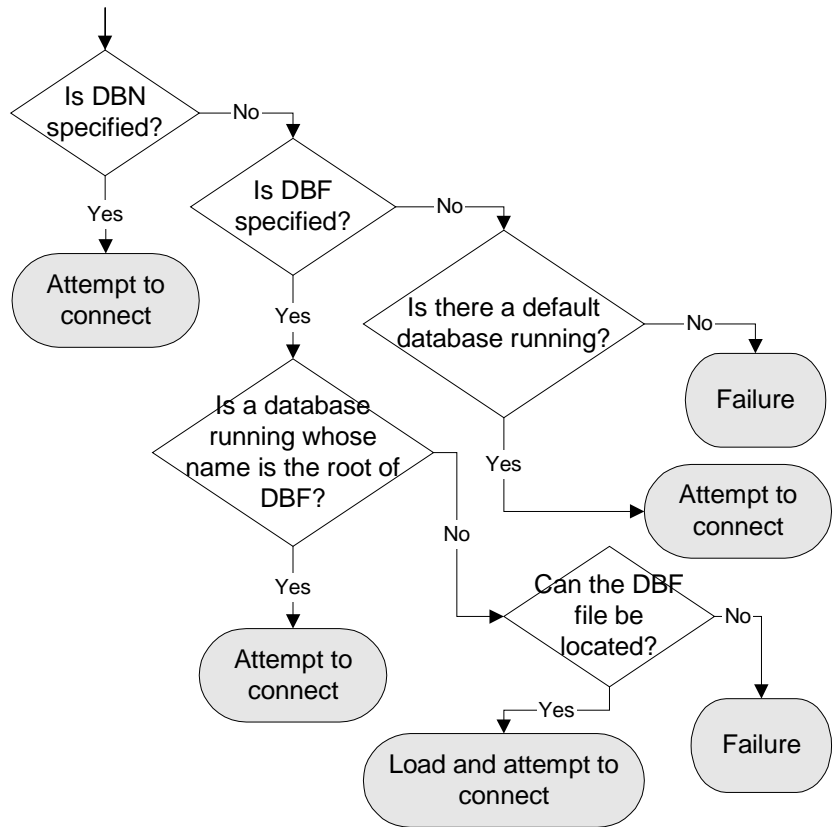 Is DBN
specified?
No
Yes
Attempt to
connect
Is DBF
specified?
No
Yes
Is there a default
database running?
No
Failure
Yes
Attempt to
connect
Is a database
running whose
name is the root of
DBF?
No
Yes
Attempt to
connect
Can the DBF
file be
located?
No
Failure
Yes
Load and attempt to
connect